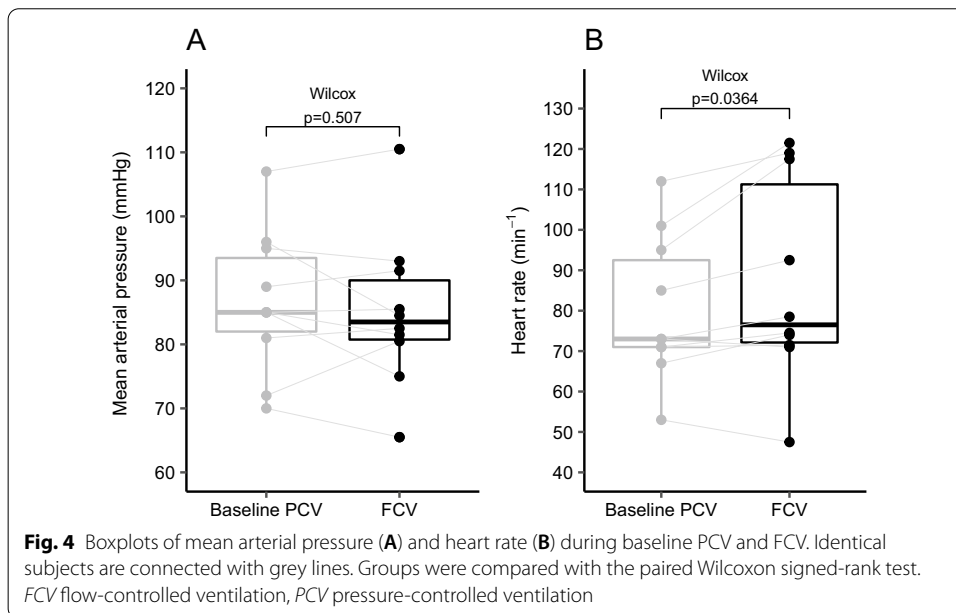 A
Wilcox
p=0.507
Mean arterial pressure (mmHg)
120
110
100
90
80
70
60
Baseline PCV
FCV
B
Wilcox
p=0.0364
Heart rate (min⁻¹)
130
120
110
100
90
80
70
60
50
40
Baseline PCV
FCV
Fig. 4 Boxplots of mean arterial pressure (A) and heart rate (B) during baseline PCV and FCV. Identical
subjects are connected with grey lines. Groups were compared with the paired Wilcoxon signed-rank test.
FCV flow-controlled ventilation, PCV pressure-controlled ventilation